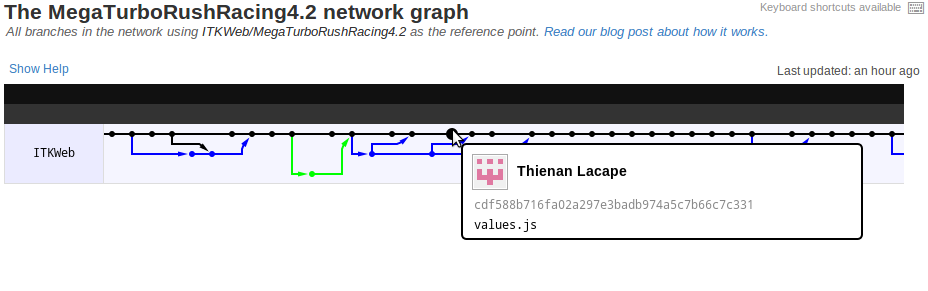 The MegaTurboRushRacing4.2 network graph
Keyboard shortcuts available
All branches in the network using ITKWeb/MegaTurboRushRacing4.2 as the reference point. Read our blog post about how it works.
Show Help
Last updated: an hour ago
ITKWeb
Thienan Lacape
cdf588b716fa02a297e3badb974a5c7b66c7c331
values.js